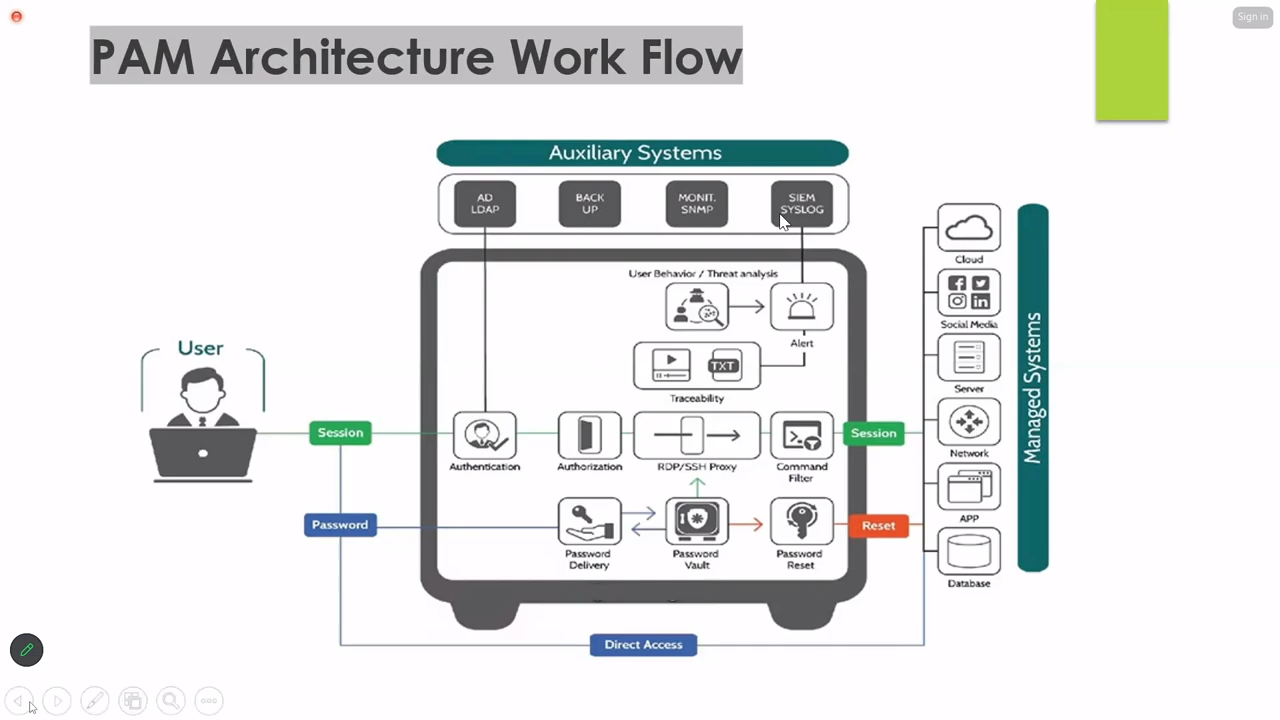 Sign in
PAM Architecture Work Flow
Auxiliary Systems
AD
LDAP
BACK
UP
MONIT.
SNMP
SIEM
SYSLOG
User Behavior / Threat analysis
Alert
TXT
Traceability
User
Session
Authentication
Authorization
RDP/SSH Proxy
Command
Filter
Session
Password
Password
Delivery
Password
Vault
Password
Reset
Reset
Direct Access
Cloud
Social Media
Server
Network
APP
Database
Managed Systems